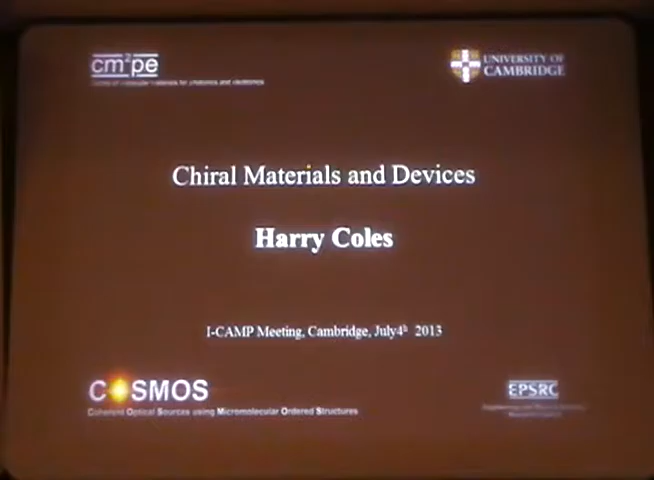 cm²pe
UNIVERSITY OF
CAMBRIDGE
Chiral Materials and Devices
Harry Coles
I-CAMP Meeting, Cambridge, July4ᵗʰ 2013
COSMOS
Coherent Optical Sources using Micromolecular Ordered Structures
EPSRC